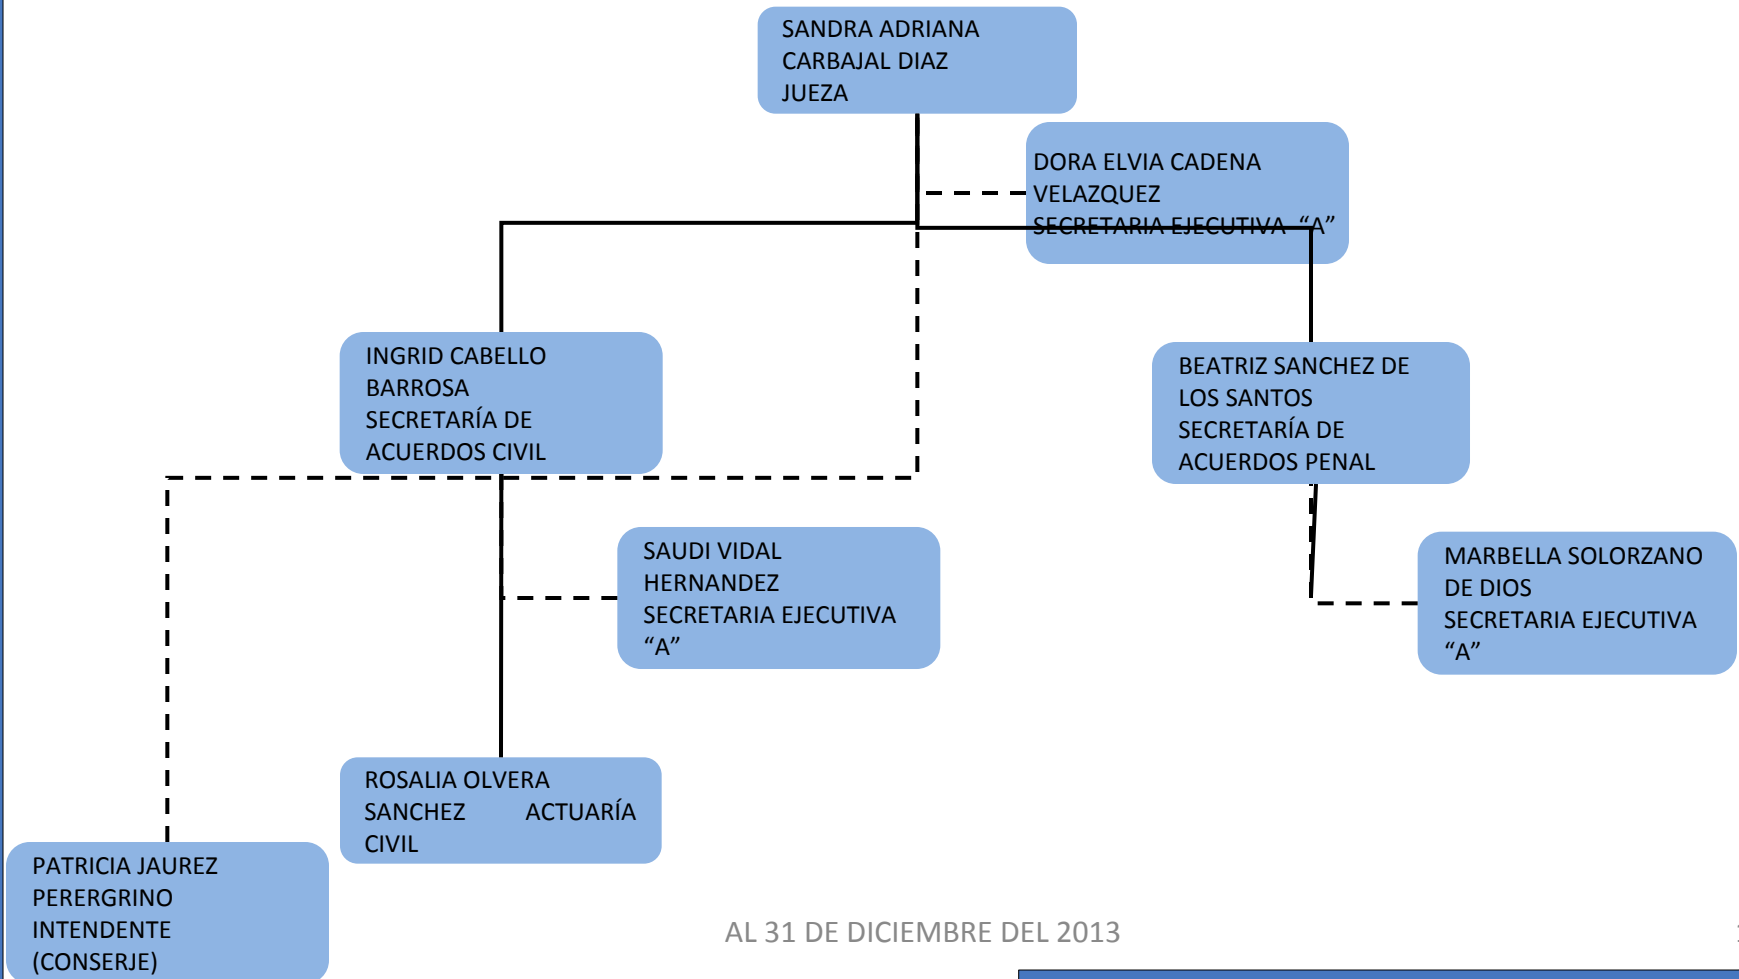 SANDRA ADRIANA
CARBAJAL DIAZ
JUEZA
DORA ELVIA CADENA
VELAZQUEZ
SECRETARIA EJECUTIVA “A”
INGRID CABELLO
BARROSA
SECRETARÍA DE
ACUERDOS CIVIL
BEATRIZ SANCHEZ DE
LOS SANTOS
SECRETARÍA DE
ACUERDOS PENAL
SAUDI VIDAL
HERNANDEZ
SECRETARIA EJECUTIVA
“A”
MARBELLA SOLORZANO
DE DIOS
SECRETARIA EJECUTIVA
“A”
ROSALIA OLVERA
SANCHEZ ACTUARÍA
CIVIL
PATRICIA JAUREZ
PERERGRINO
INTENDENTE
(CONSERJE)
AL 31 DE DICIEMBRE DEL 2013